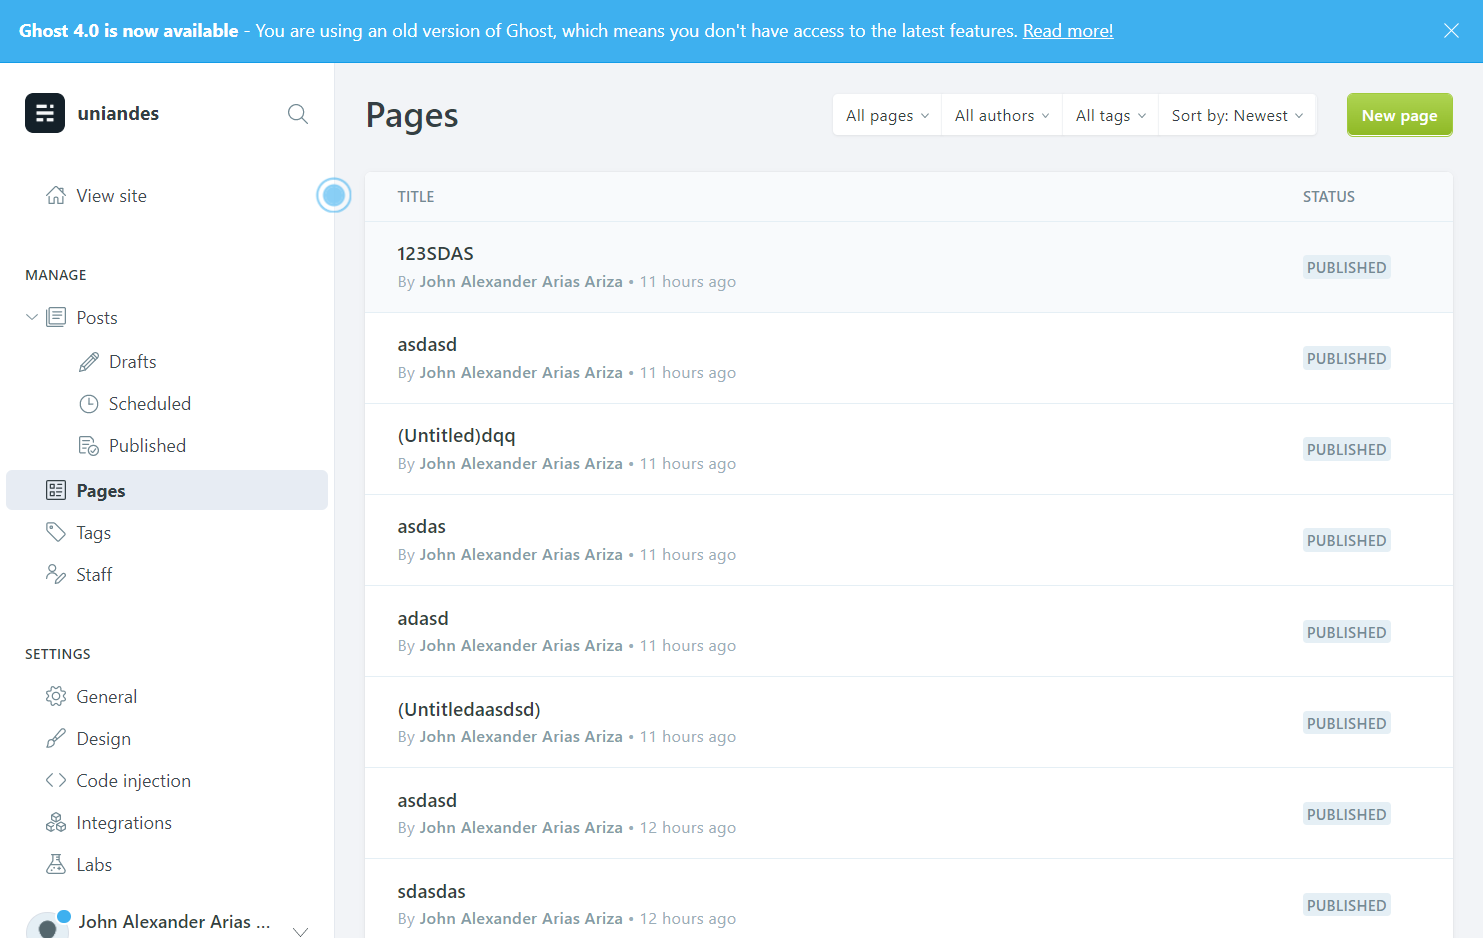 Ghost 4.0 is now available - You are using an old version of Ghost, which means you don't have access to the latest features. Read more!
uniandes
View site
MANAGE
Posts
Drafts
Scheduled
Published
Pages
Tags
Staff
SETTINGS
General
Design
Code injection
Integrations
Labs
John Alexander Arias ...
Pages
All pages
All authors
All tags
Sort by: Newest
New page
TITLE STATUS
123SDAS
By John Alexander Arias Ariza • 11 hours ago
PUBLISHED
asdasd
By John Alexander Arias Ariza • 11 hours ago
PUBLISHED
(Untitled)dqq
By John Alexander Arias Ariza • 11 hours ago
PUBLISHED
asdas
By John Alexander Arias Ariza • 11 hours ago
PUBLISHED
adasd
By John Alexander Arias Ariza • 11 hours ago
PUBLISHED
(Untitledaasdsd)
By John Alexander Arias Ariza • 11 hours ago
PUBLISHED
asdasd
By John Alexander Arias Ariza • 12 hours ago
PUBLISHED
sdasdas
By John Alexander Arias Ariza • 12 hours ago
PUBLISHED